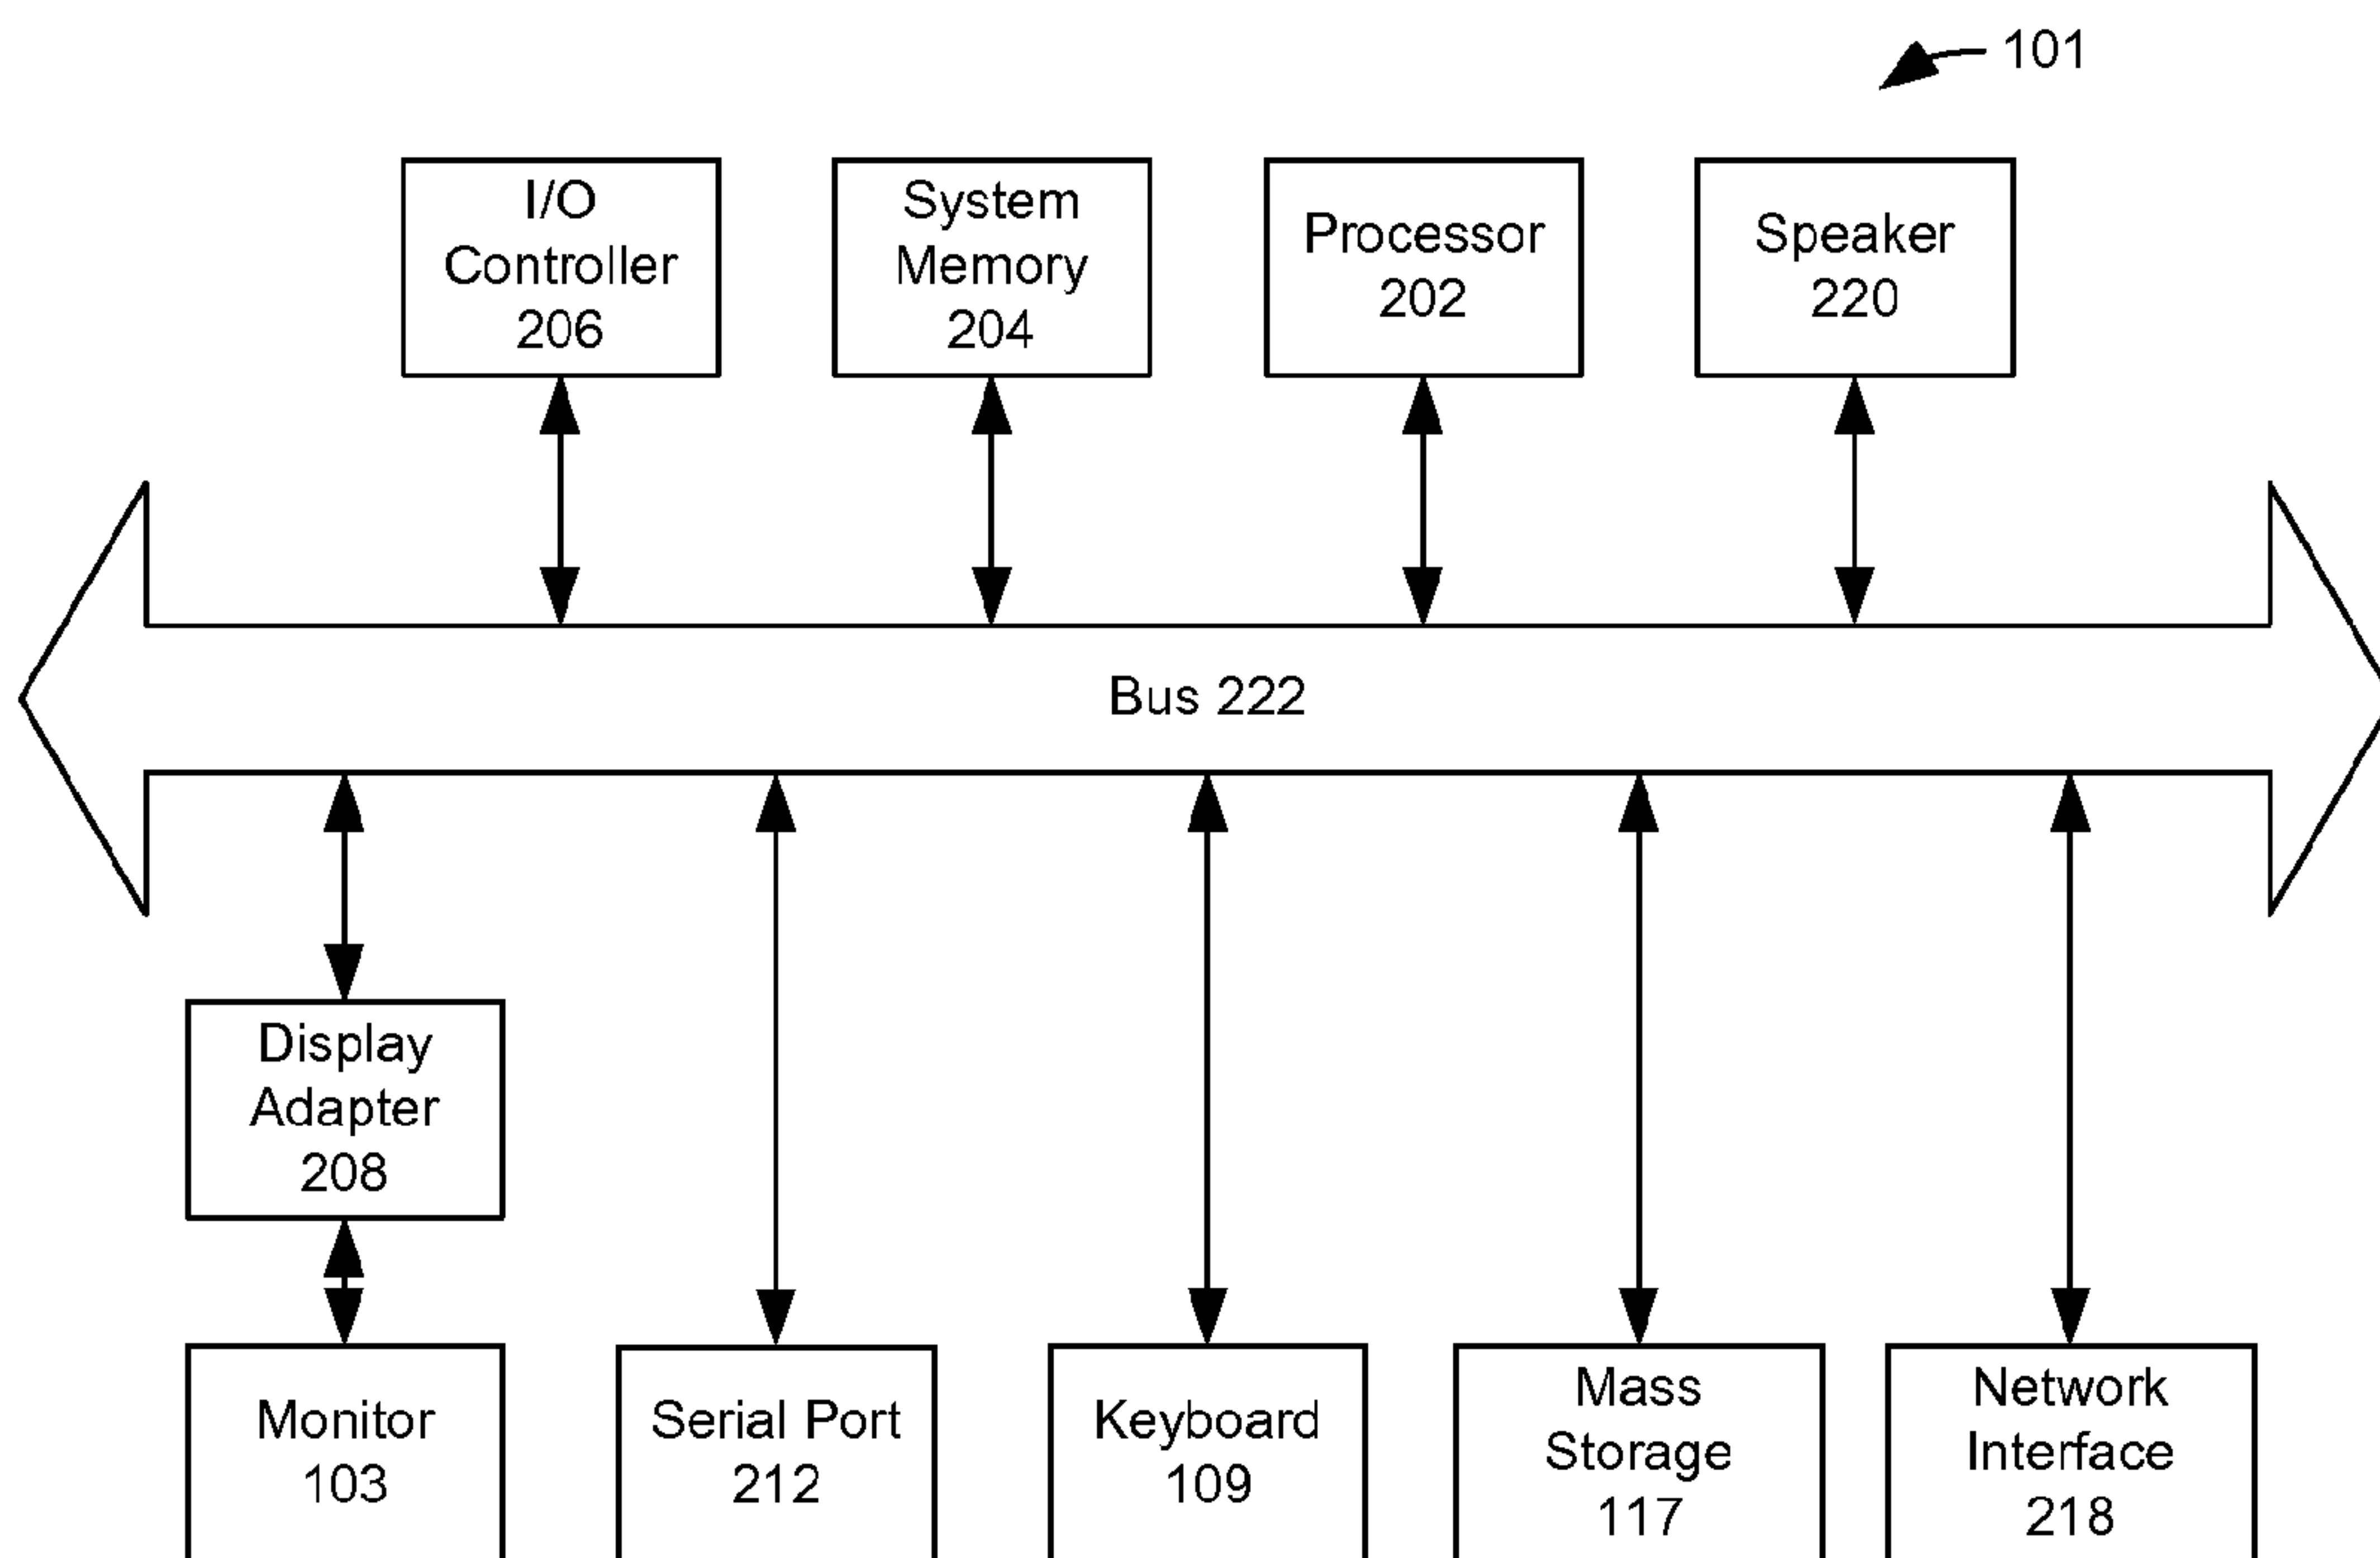 101
I/O
Controller
206
System
Memory
204
Processor
202
Speaker
220
Bus 222
Display
Adapter
208
Monitor
103
Serial Port
212
Keyboard
109
Mass
Storage
117
Network
Interface
218